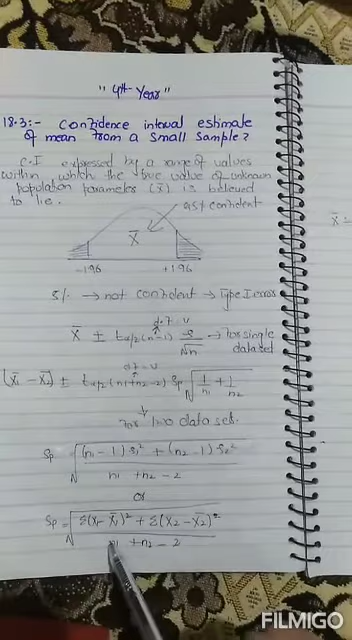 " 4th Year "
18.3:- Confidence interval estimate
of mean from a Small Sample?
C.I expressed by a range of values
within which the true value of unknown
population parameter (x̄) is believed
to lie.
95% confident
X̄
-1.96 +1.96
5% → not confident → Type I error
d.f = v
X̄ ± tα/2(n-1) s/√n → for single
data set
d.f = v
(X̄1 - X̄2) ± tα/2(n1+n2-2) Sp √(1/n1 + 1/n2)
for two data set.
Sp √((n1-1)s1² + (n2-1)s2² / n1 + n2 - 2)
or
Sp = √(Σ(X1-X̄1)² + Σ(X2-X̄2)² / n1 + n2 - 2)
x̄ =
FILMIGO